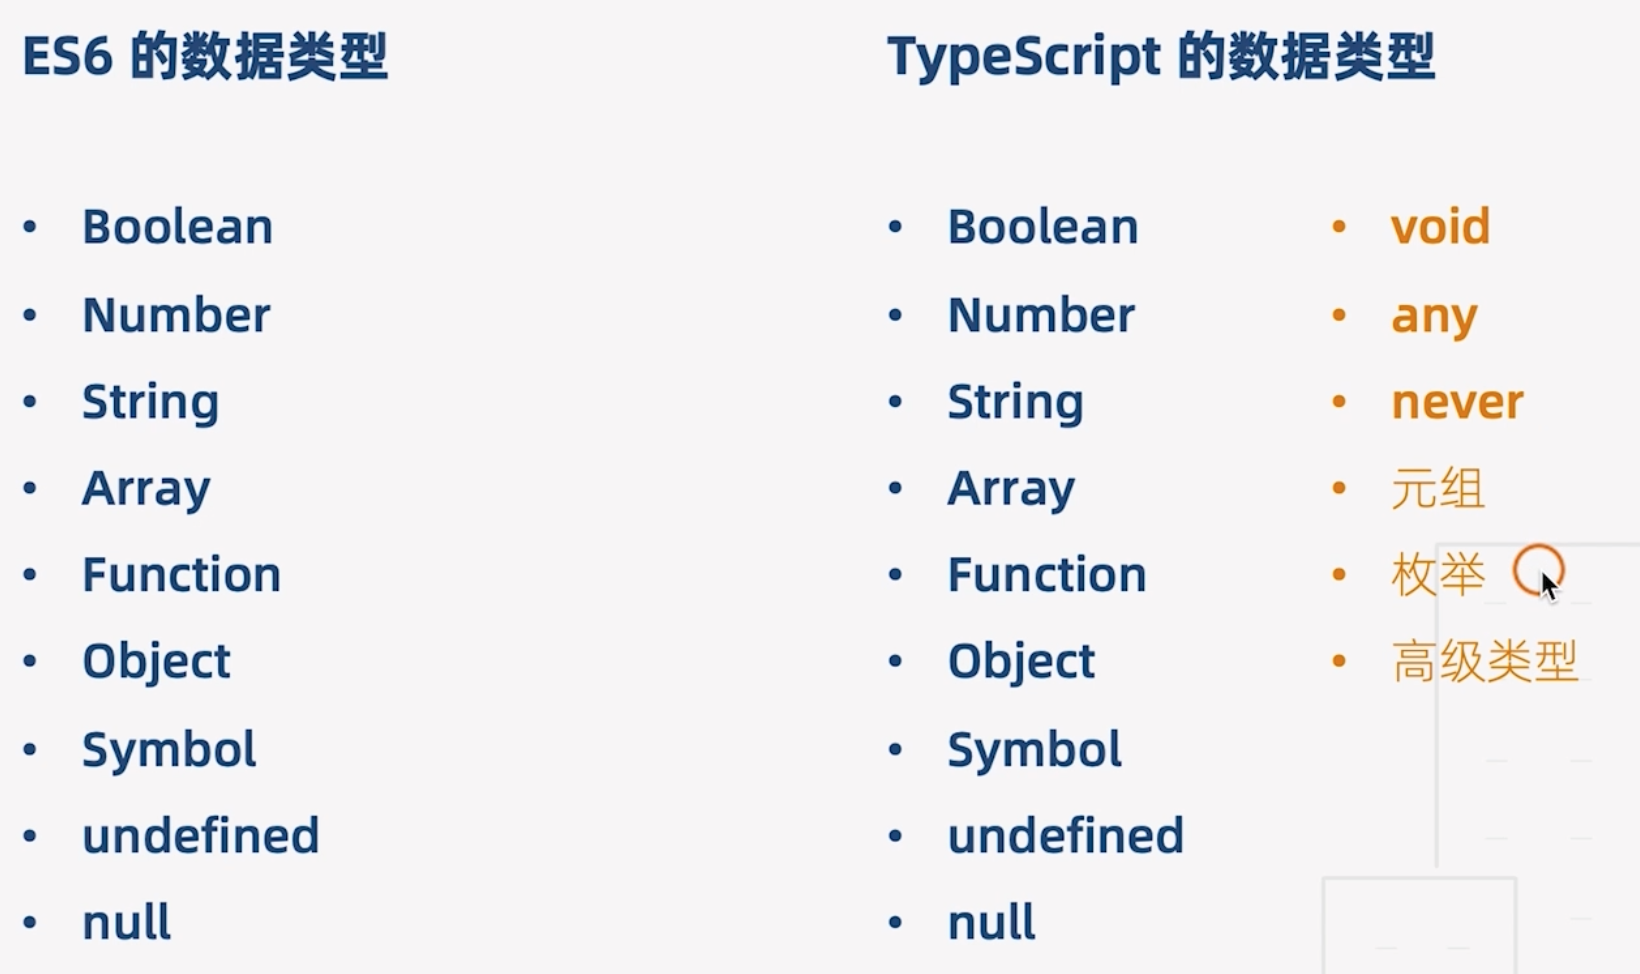 ES6 的数据类型
Boolean
Number
String
Array
Function
Object
Symbol
undefined
null
TypeScript 的数据类型
Boolean
Number
String
Array
Function
Object
Symbol
undefined
null
void
any
never
元组
枚举
高级类型